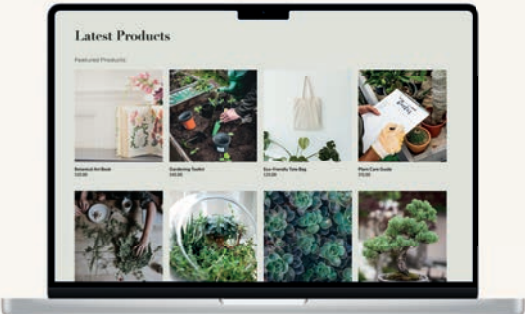 Latest Products
Featured Products:
Botanical Art Book
Gardening Toolkit
Eco-Friendly Tote Bag
Plant Care Guide